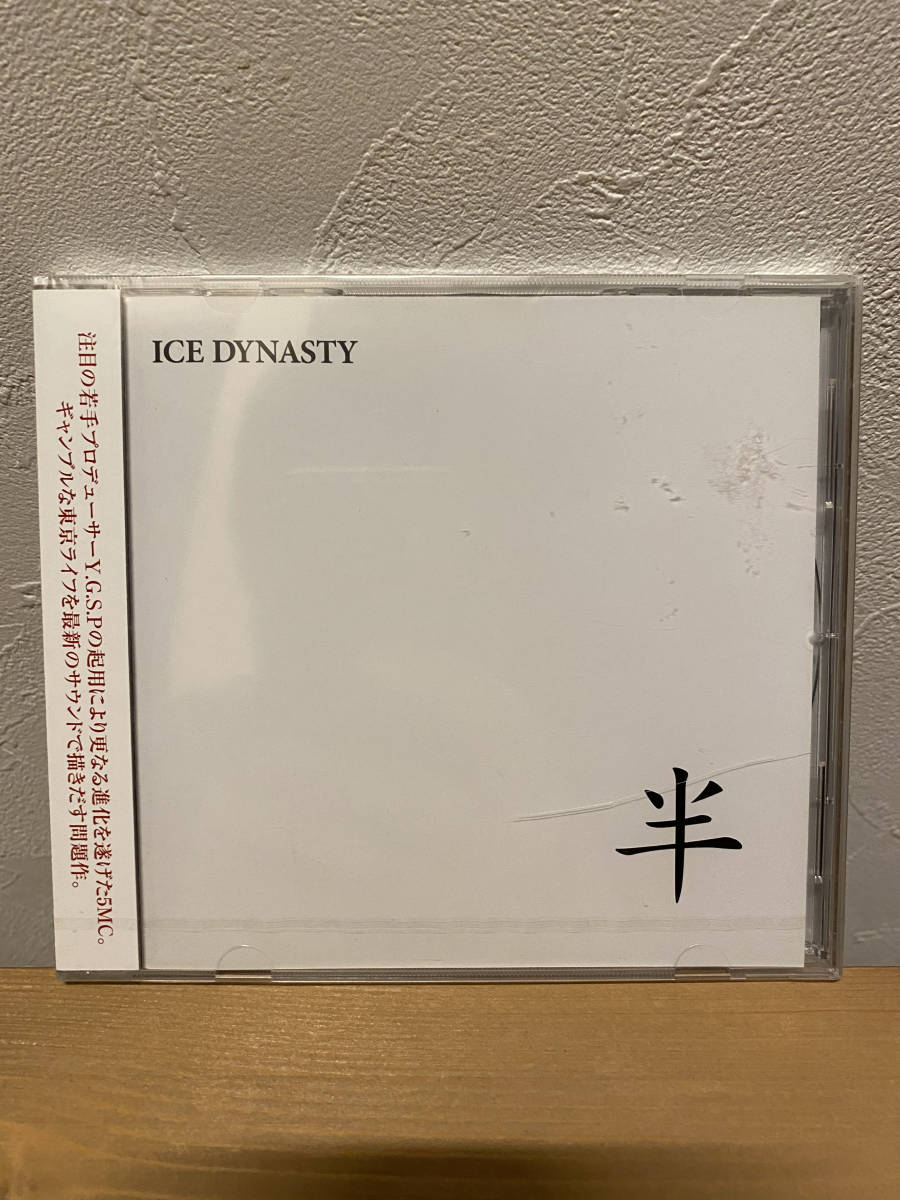 注目の若手プロデューサーY.G.S.Pの起用により更なる進化を遂げた5MC。
ギャンブルな東京ライフを最新のサウンドで描きだす問題作。
ICE DYNASTY
半